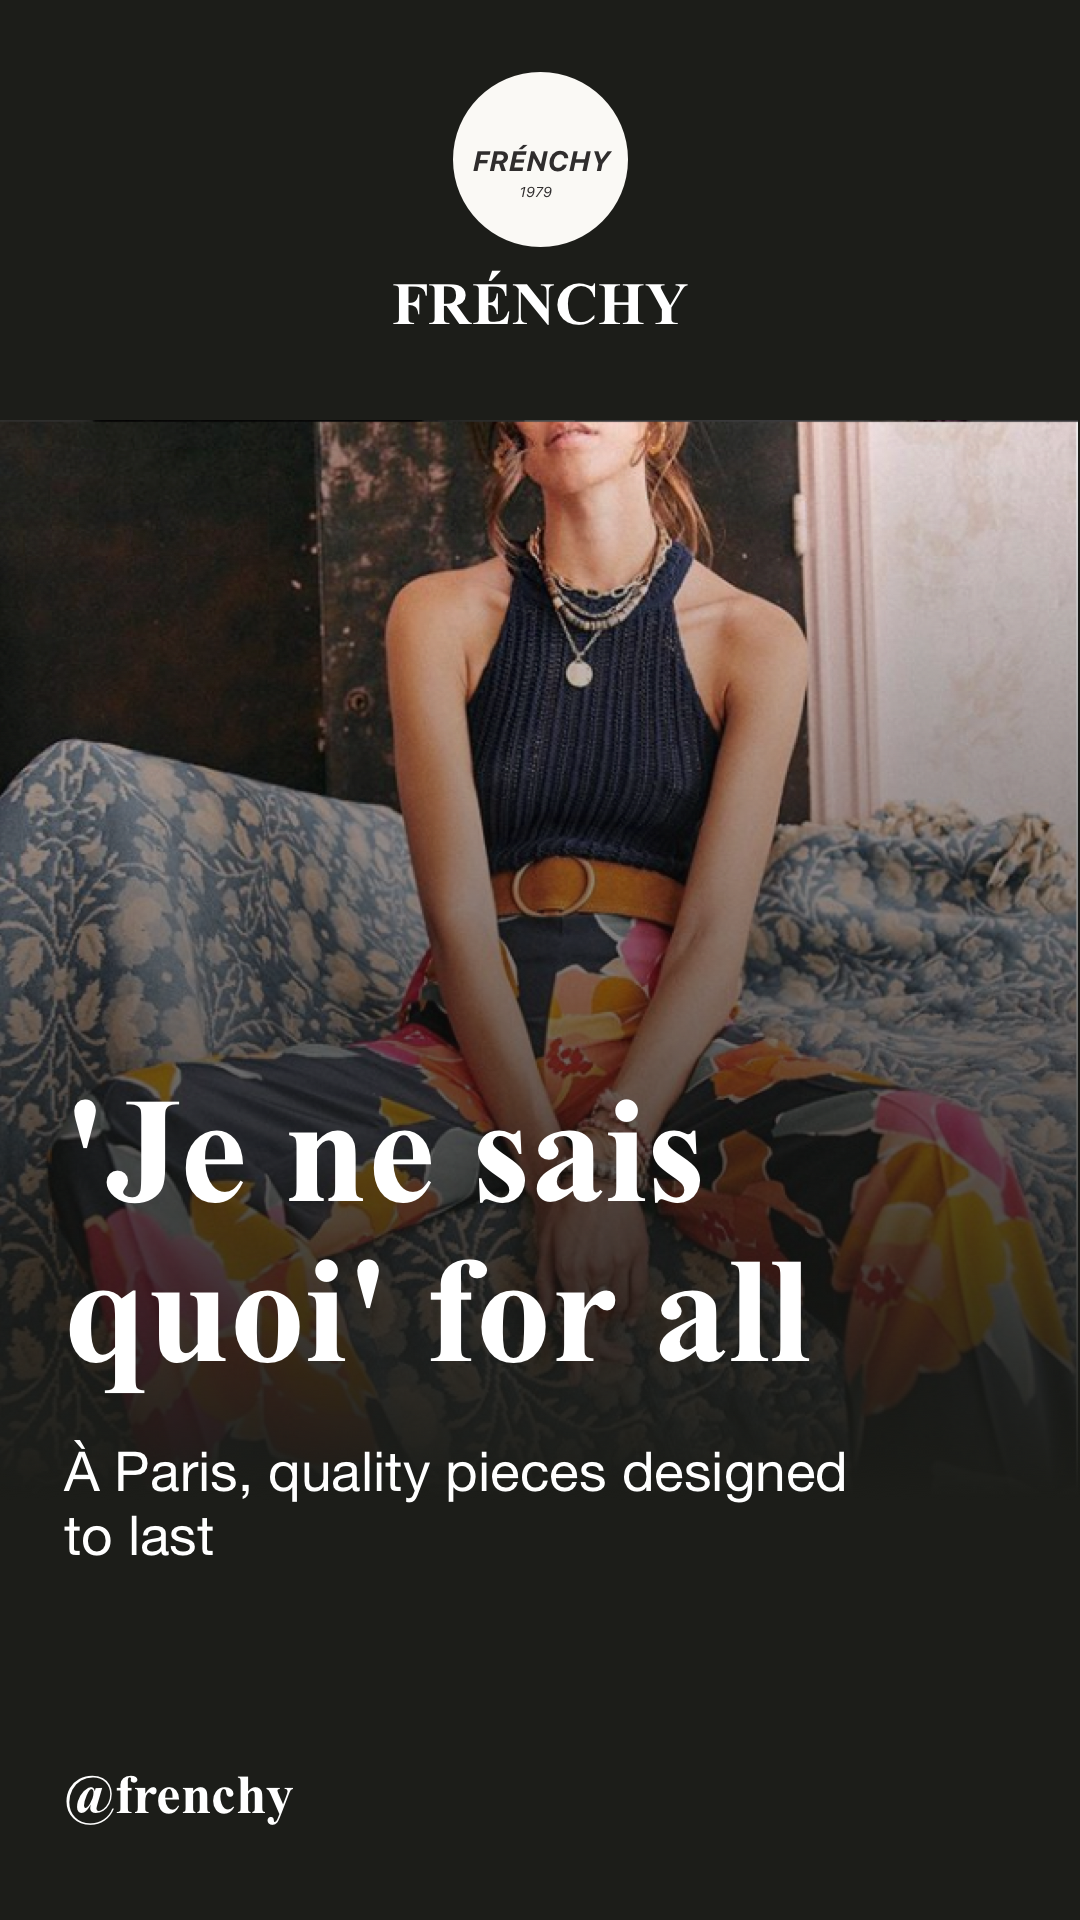 FRÉNCHY
1979
FRÉNCHY
'Je ne sais
quoi' for all
À Paris, quality pieces designed
to last
@frenchy